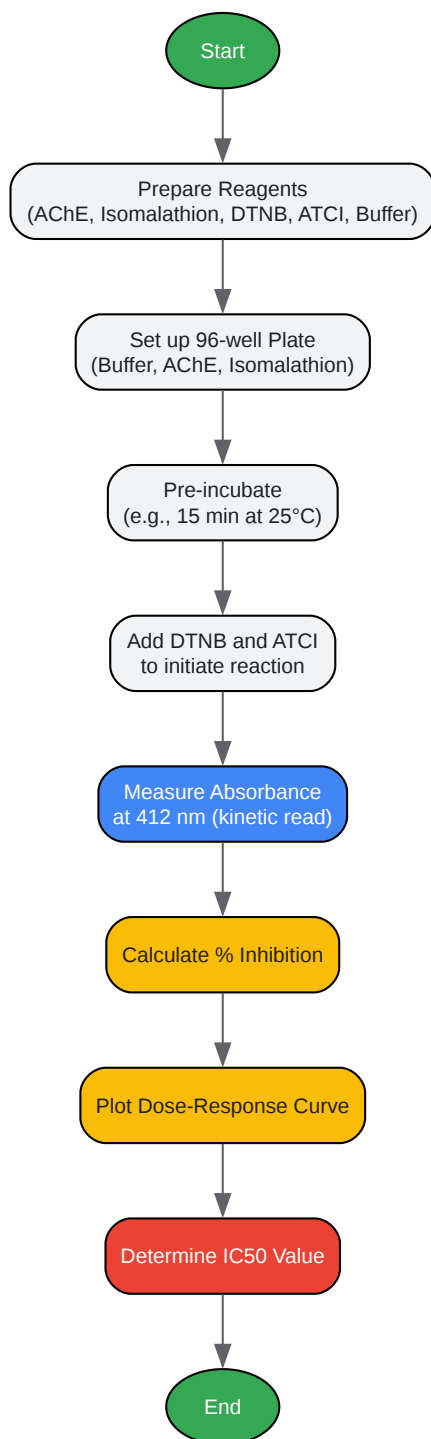 Start
Prepare Reagents
(AChE, Isomalathion, DTNB, ATCI, Buffer)
Set up 96-well Plate
(Buffer, AChE, Isomalathion)
Pre-incubate
(e.g., 15 min at 25°C)
Add DTNB and ATCI
to initiate reaction
Measure Absorbance
at 412 nm (kinetic read)
Calculate % Inhibition
Plot Dose-Response Curve
Determine IC50 Value
End